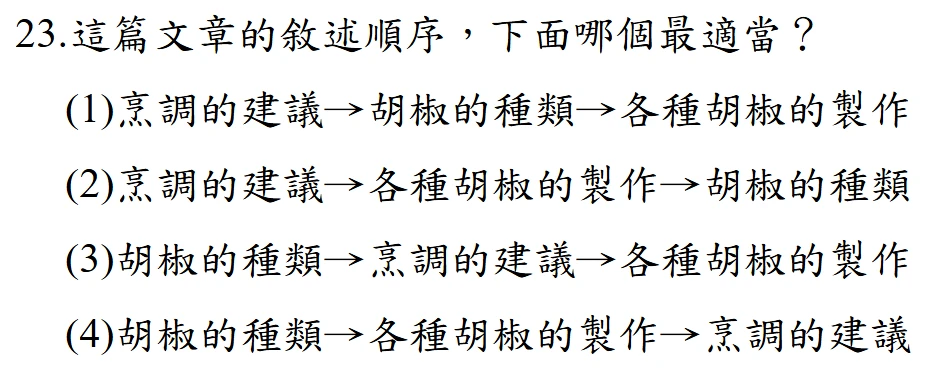 23.這篇文章的敘述順序，下面哪個最適當？
(1)烹調的建議→胡椒的種類→各種胡椒的製作
(2)烹調的建議→各種胡椒的製作→胡椒的種類
(3)胡椒的種類→烹調的建議→各種胡椒的製作
(4)胡椒的種類→各種胡椒的製作→烹調的建議